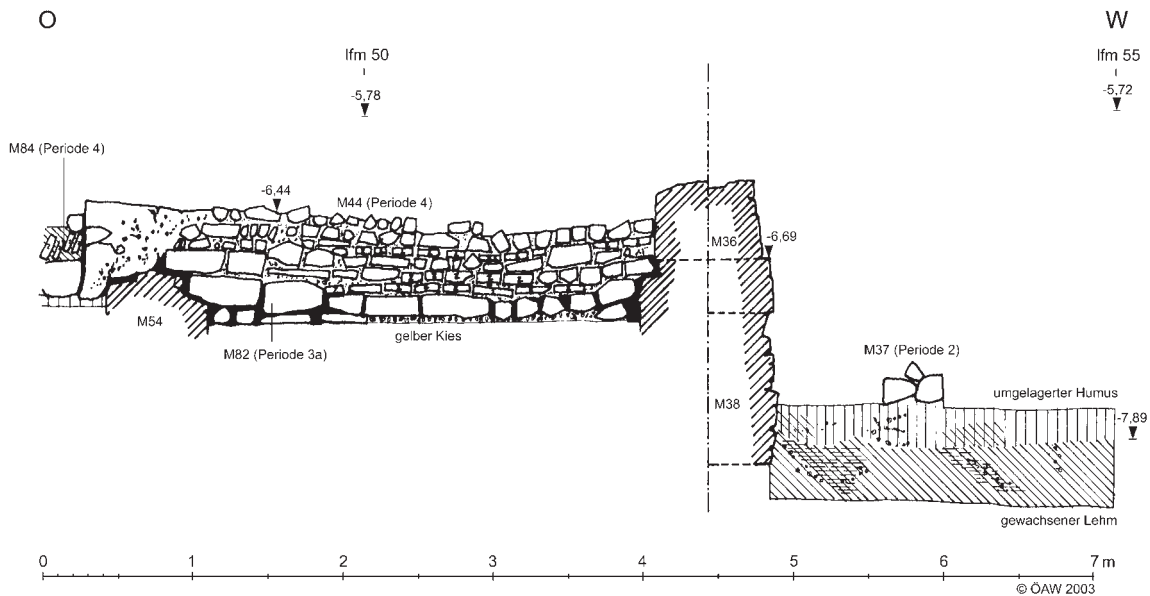 O
W
lfm 50
lfm 55
-5,78
-5,72
M84 (Periode 4)
-6,44
M44 (Periode 4)
M36
-6,69
M54
gelber Kies
M82 (Periode 3a)
M37 (Periode 2)
umgelagerter Humus
M38
-7,89
gewachsener Lehm
0 1 2 3 4 5 6 7 m
© ÖAW 2003